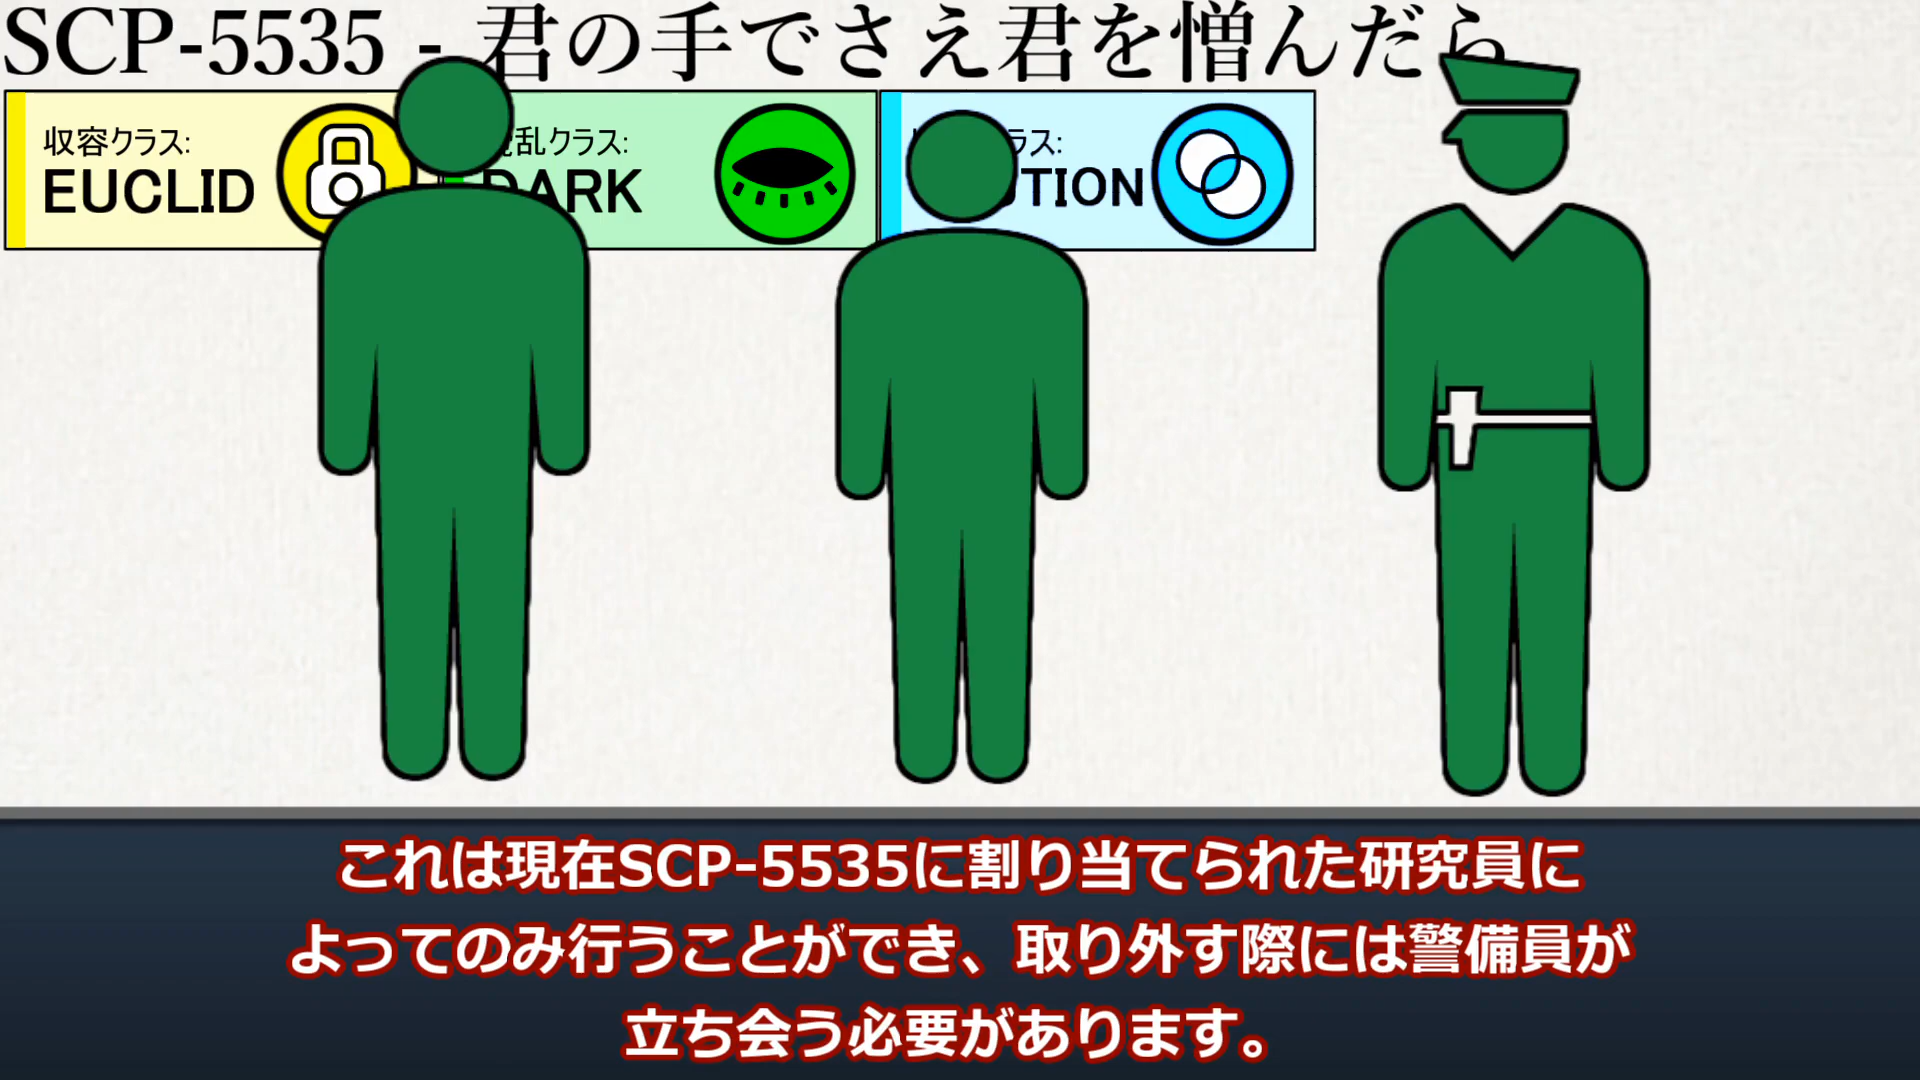 SCP-5535 - 君の手でさえ君を憎んだら
収容クラス:
EUCLID
乱クラス:
DARK
ラス:
UTION
これは現在SCP-5535に割り当てられた研究員に
よってのみ行うことができ、取り外す際には警備員が
立ち会う必要があります。